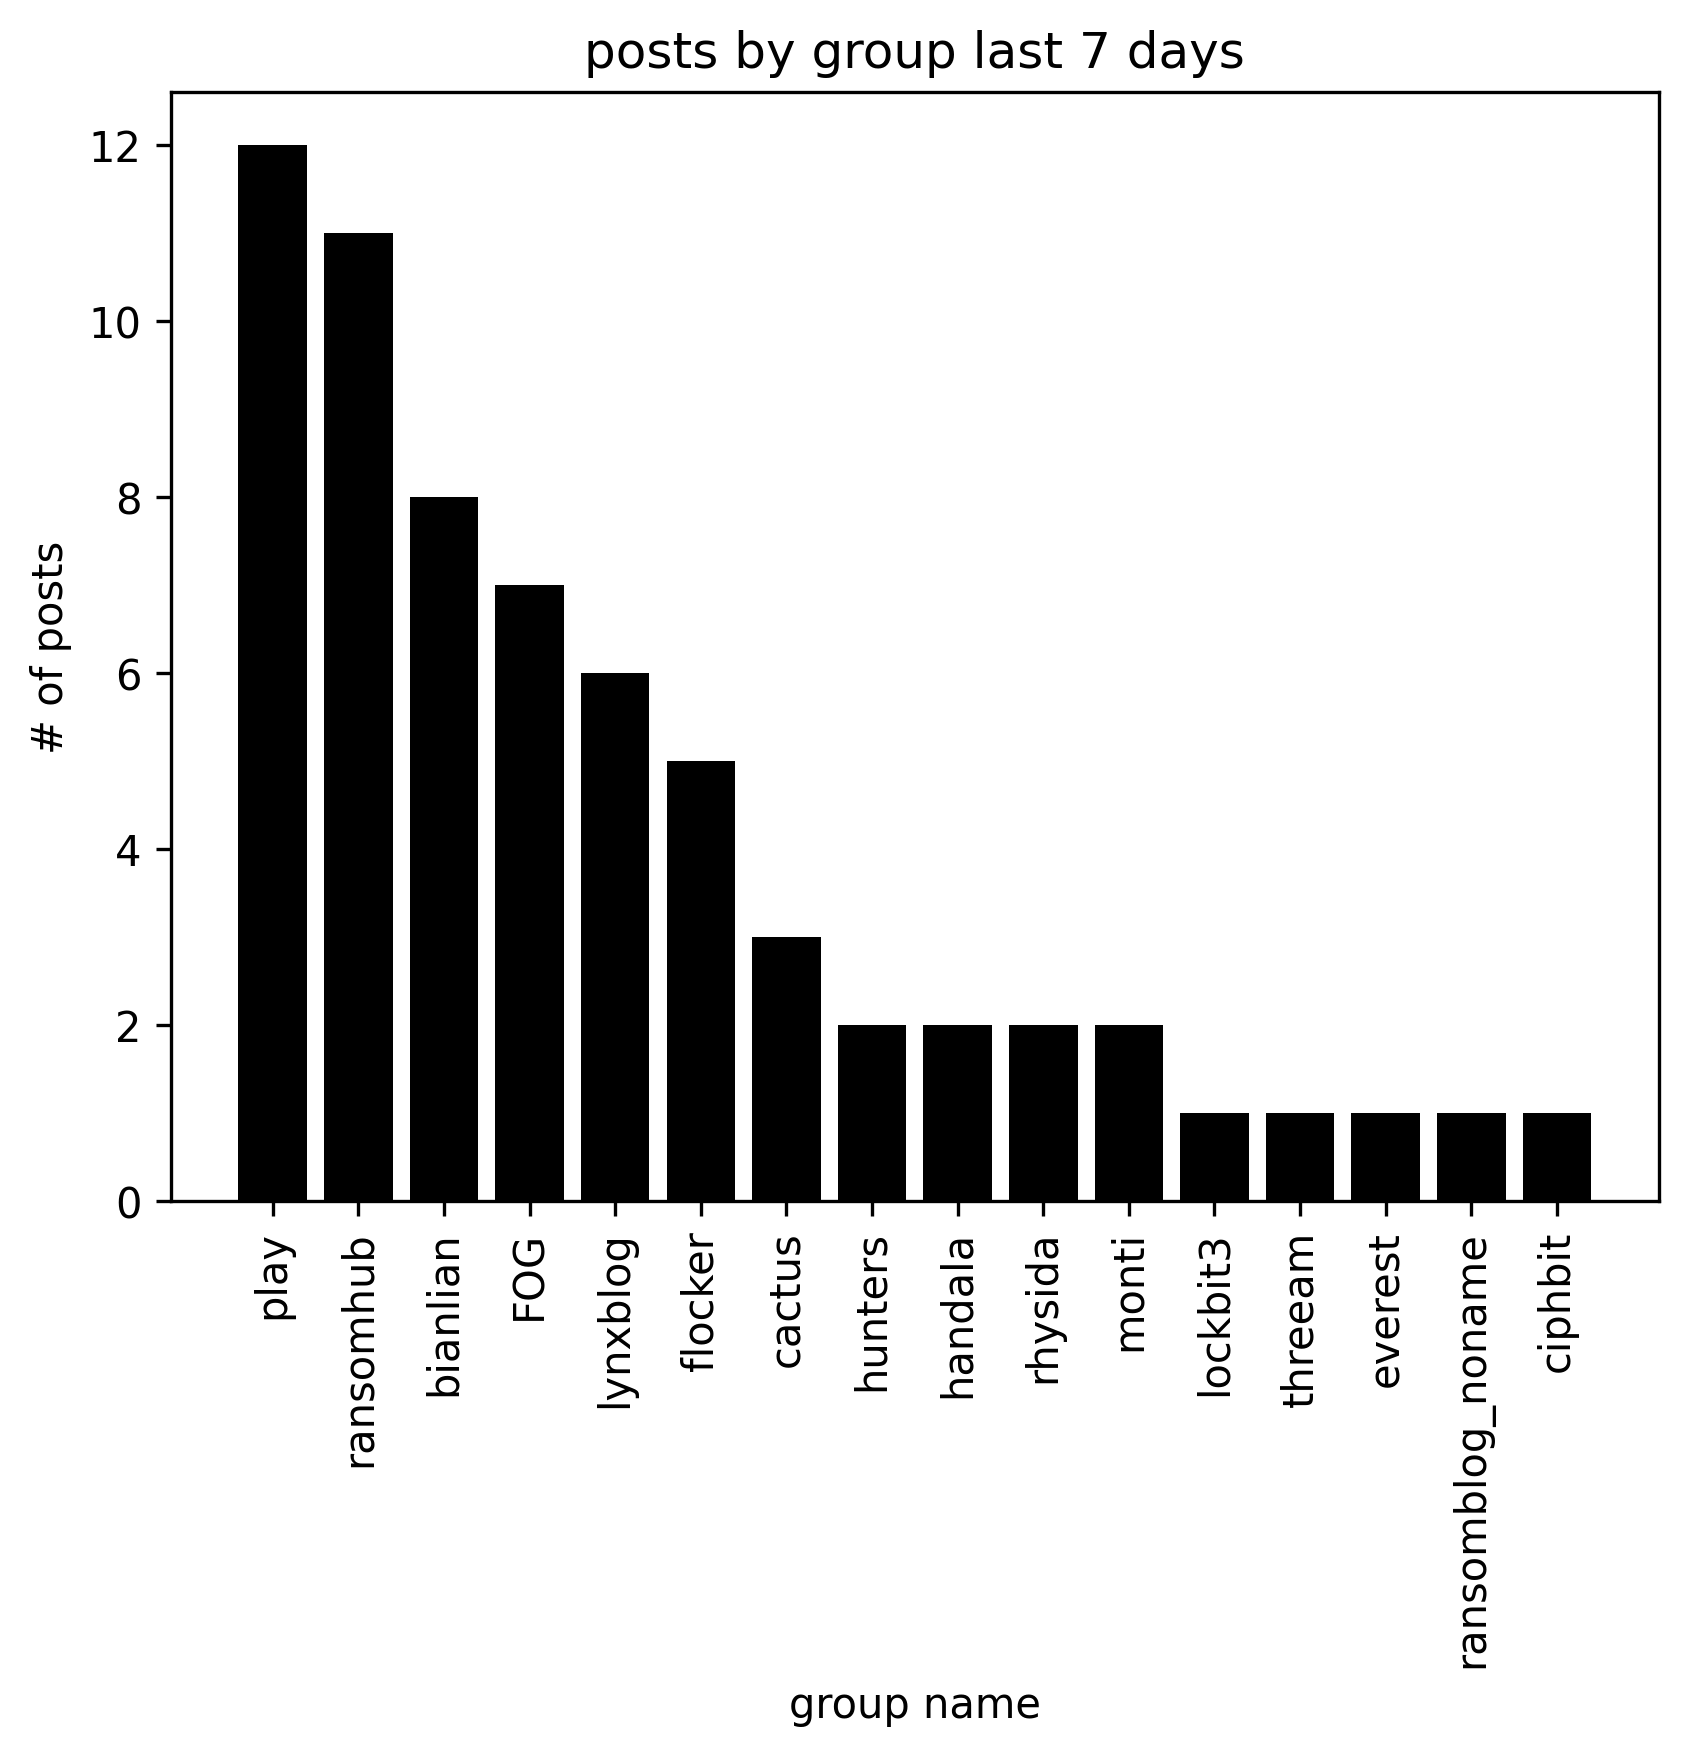 posts by group last 7 days
12
10
8
6
4
2
0
# of posts
play
ransomhub
bianlian
FOG
lynxblog
flocker
cactus
hunters
handala
rhysida
monti
lockbit3
threeam
everest
ransomblog_noname
ciphbit
group name